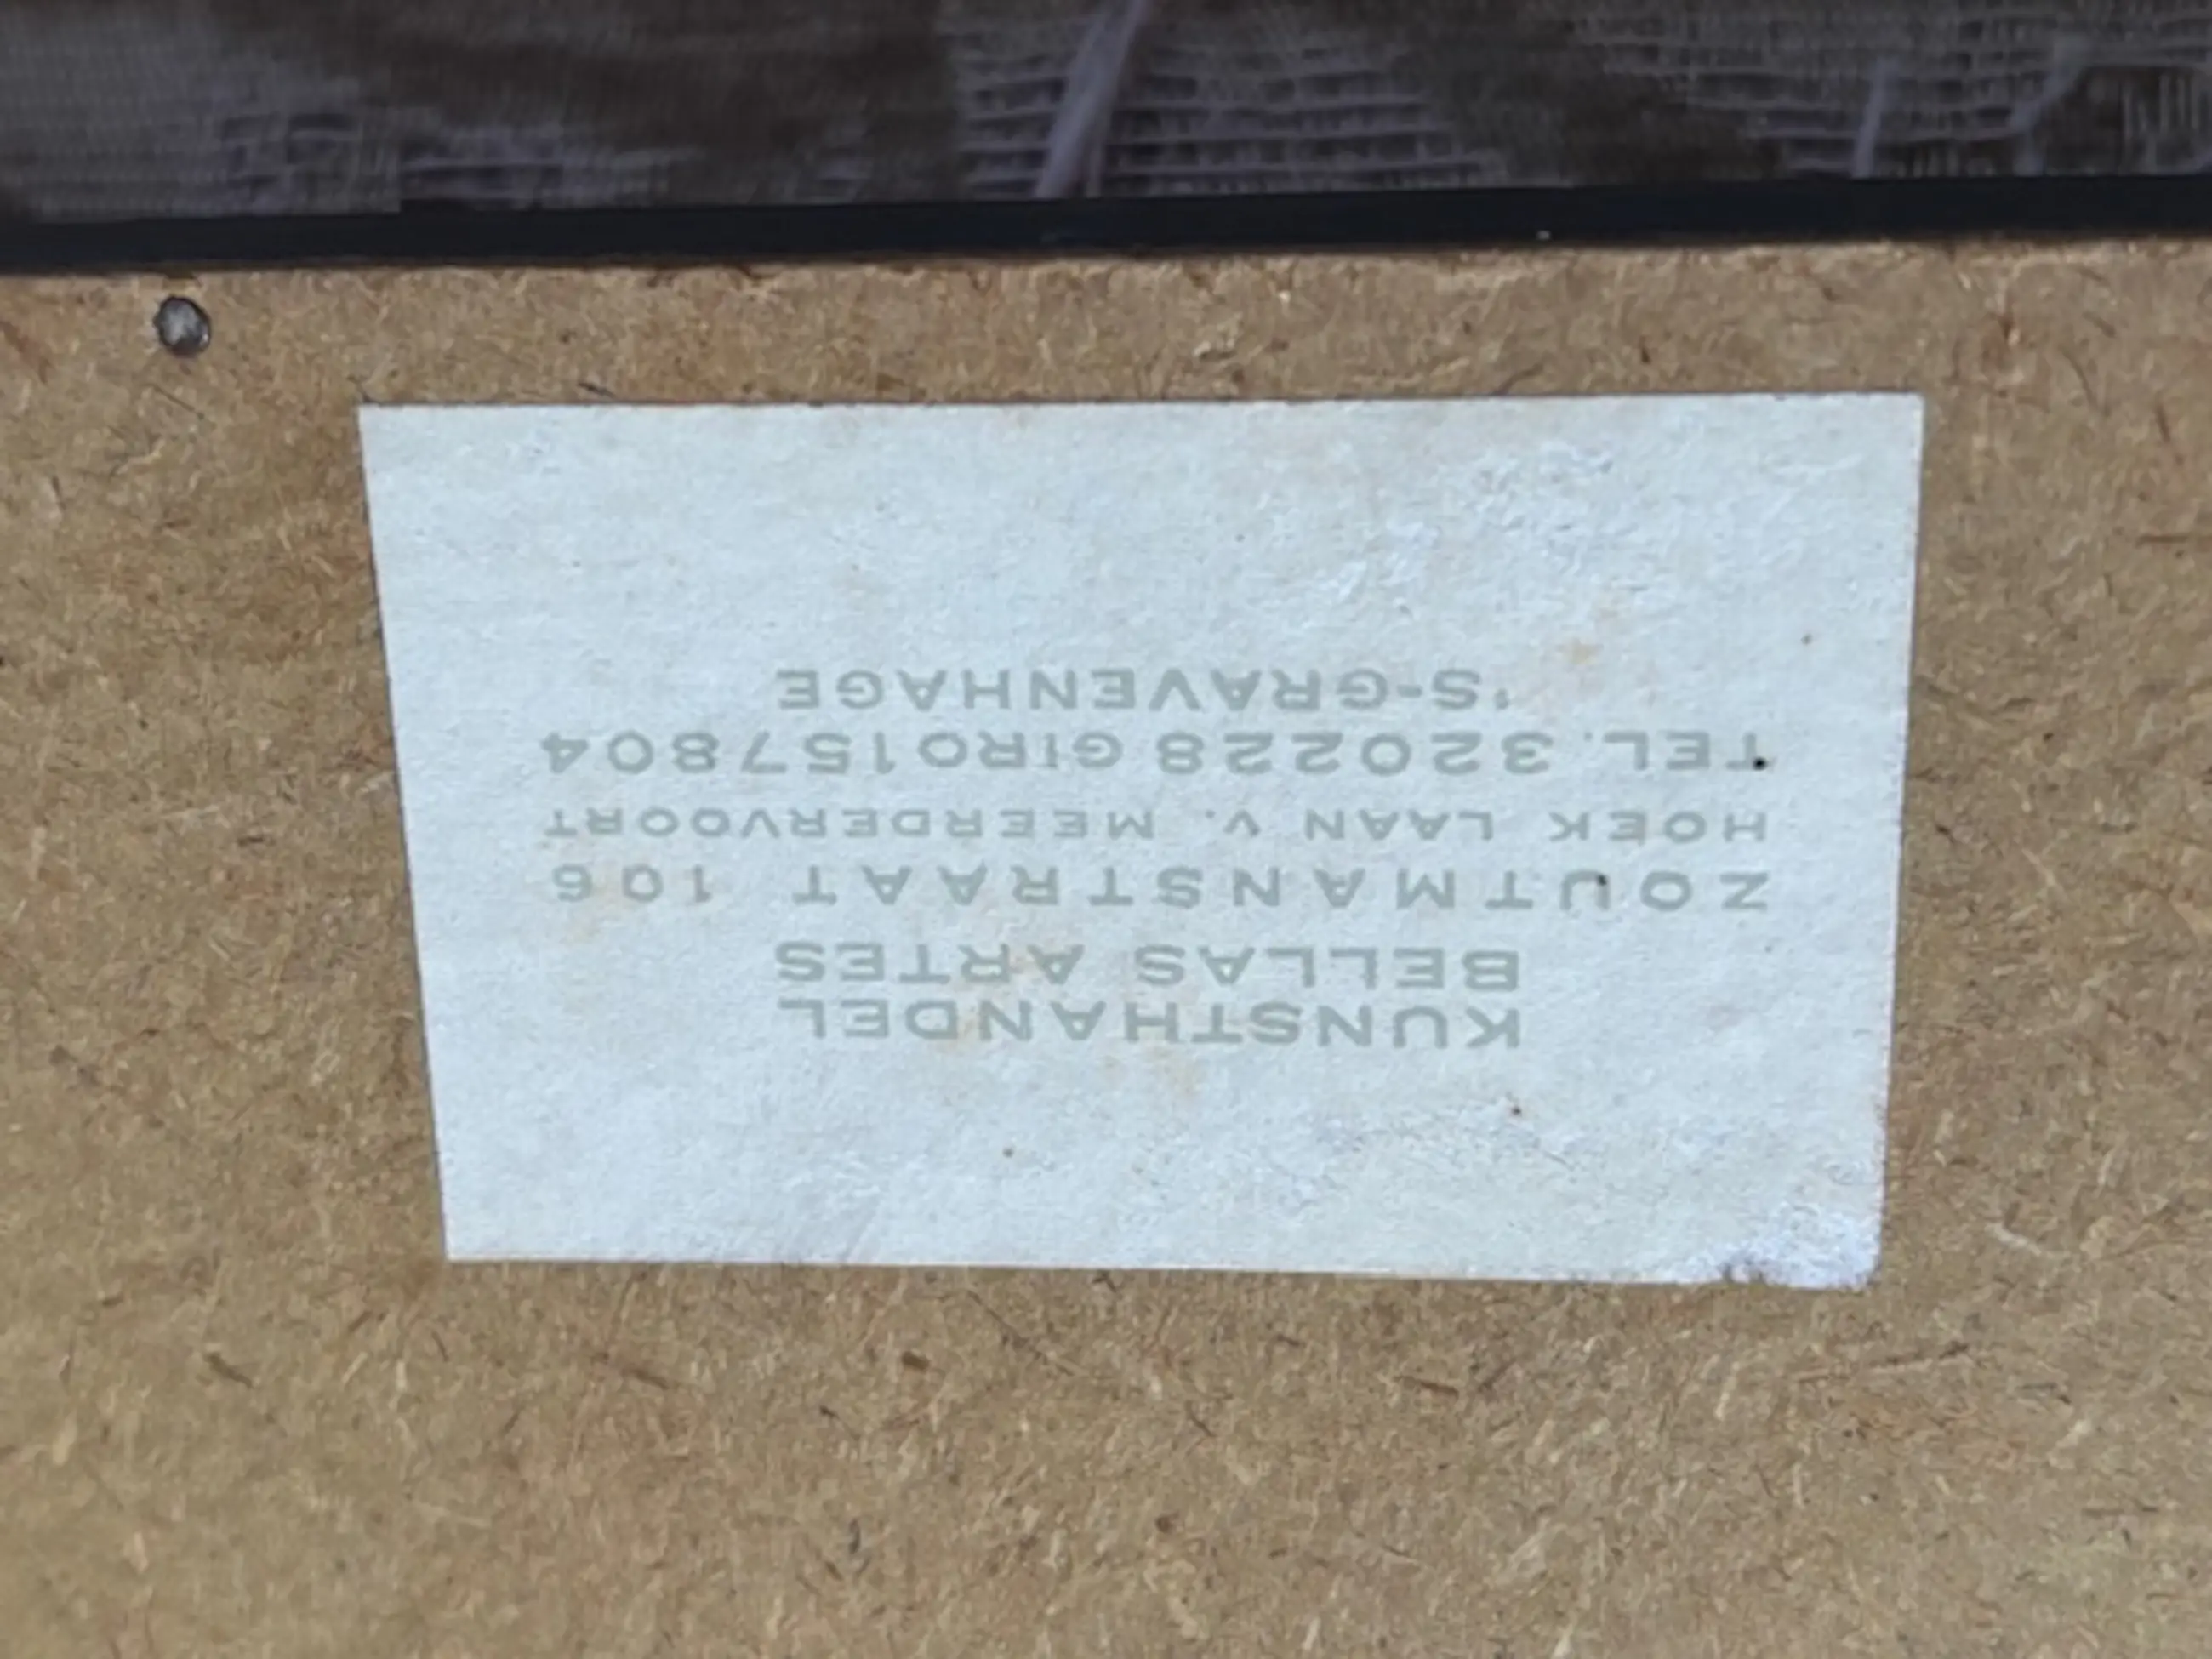 KUNSTHANDEL
BELLAS ARTES
ZOUTMANSTRAAT 106
HOEK LAAN V. MEERDERVOORT
TEL. 320228 GIRO157804
'S-GRAVENHAGE